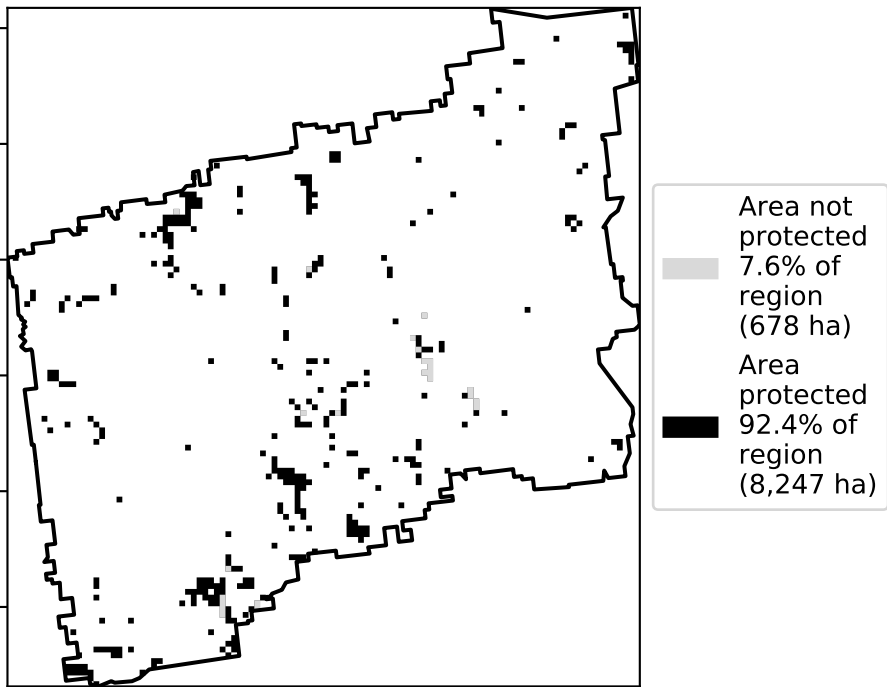 Area not
protected
7.6% of
region
(678 ha)
Area
protected
92.4% of
region
(8,247 ha)